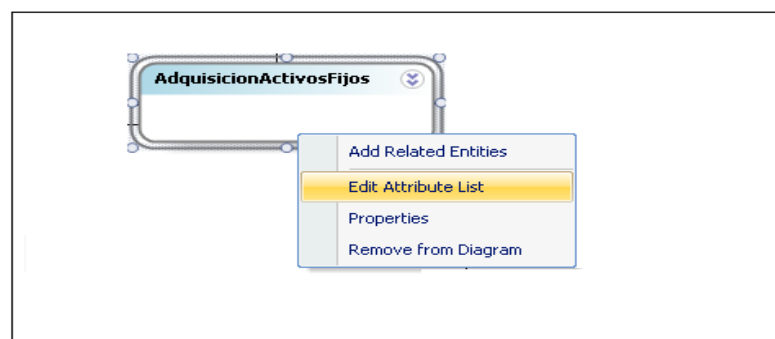 AdquisicionActivosFijos
Add Related Entities
Edit Attribute List
Properties
Remove from Diagram